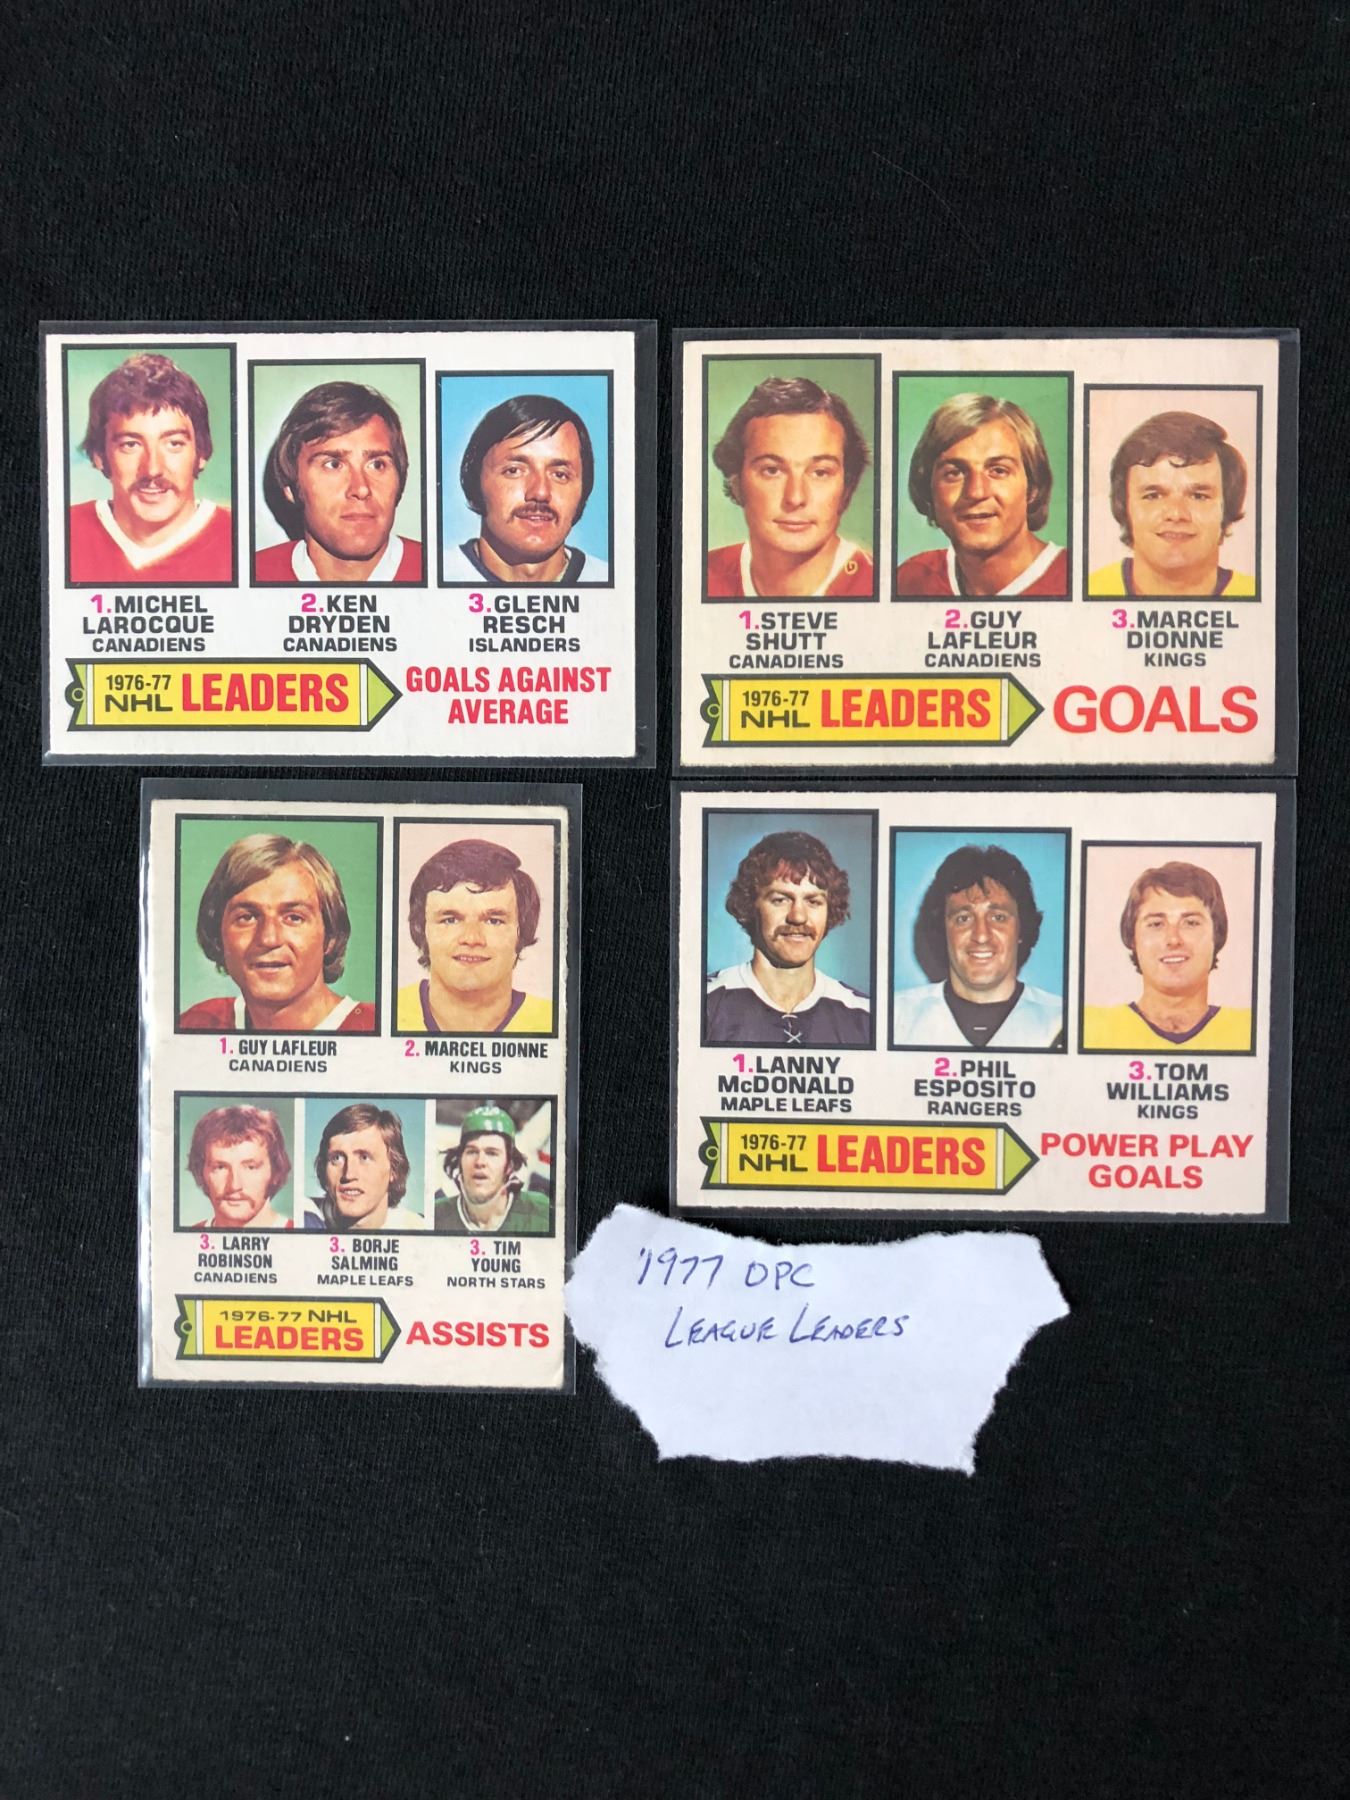 1.MICHEL
LAROCQUE
CANADIENS
2.KEN
DRYDEN
CANADIENS
3.GLENN
RESCH
ISLANDERS
1976-77
NHL LEADERS
GOALS AGAINST
AVERAGE
1.STEVE
SHUTT
CANADIENS
2.GUY
LAFLEUR
CANADIENS
3.MARCEL
DIONNE
KINGS
1976-77
NHL LEADERS
GOALS
1. GUY LAFLEUR
CANADIENS
2. MARCEL DIONNE
KINGS
3. LARRY
ROBINSON
CANADIENS
3. BORJE
SALMING
MAPLE LEAFS
3. TIM
YOUNG
NORTH STARS
1976-77 NHL
LEADERS
ASSISTS
1.LANNY
McDONALD
MAPLE LEAFS
2.PHIL
ESPOSITO
RANGERS
3.TOM
WILLIAMS
KINGS
1976-77
NHL LEADERS
POWER PLAY
GOALS
'1977 OPC
LEAGUE LEADERS